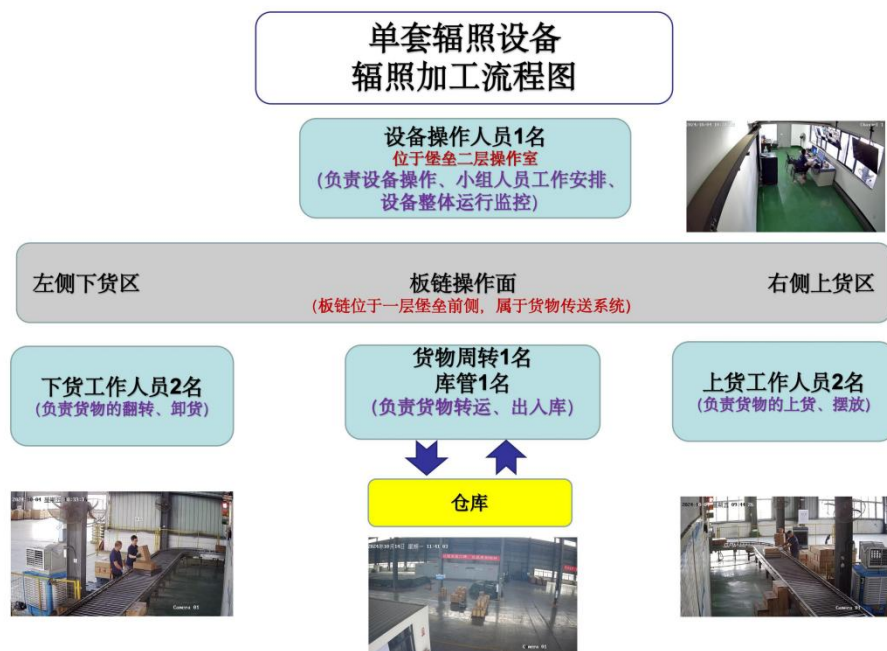 单套辐照设备
辐照加工流程图
设备操作人员1名
位于堡垒二层操作室
(负责设备操作、小组人员工作安排、
设备整体运行监控)
左侧下货区
板链操作面
右侧上货区
(板链位于一层堡垒前侧，属于货物传送系统)
下货工作人员2名
(负责货物的翻转、卸货)
货物周转1名
库管1名
(负责货物转运、出入库)
上货工作人员2名
(负责货物的上货、摆放)
仓库
Camera 01
Camera 01
Camera 01